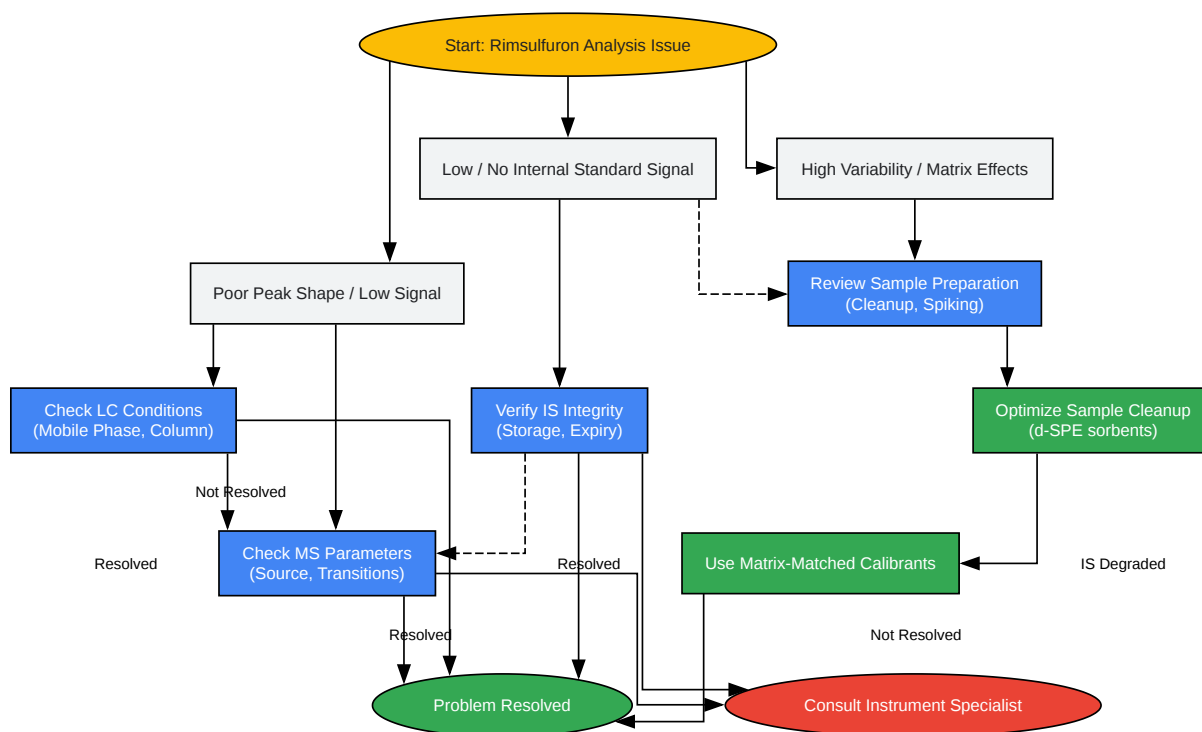 Start: Rimsulfuron Analysis Issue
Low / No Internal Standard Signal
High Variability / Matrix Effects
Poor Peak Shape / Low Signal
Review Sample Preparation
(Cleanup, Spiking)
Check LC Conditions
(Mobile Phase, Column)
Verify IS Integrity
(Storage, Expiry)
Optimize Sample Cleanup
(d-SPE sorbents)
Not Resolved
Resolved
Check MS Parameters
(Source, Transitions)
Resolved
Use Matrix-Matched Calibrants
IS Degraded
Resolved
Not Resolved
Problem Resolved
Consult Instrument Specialist